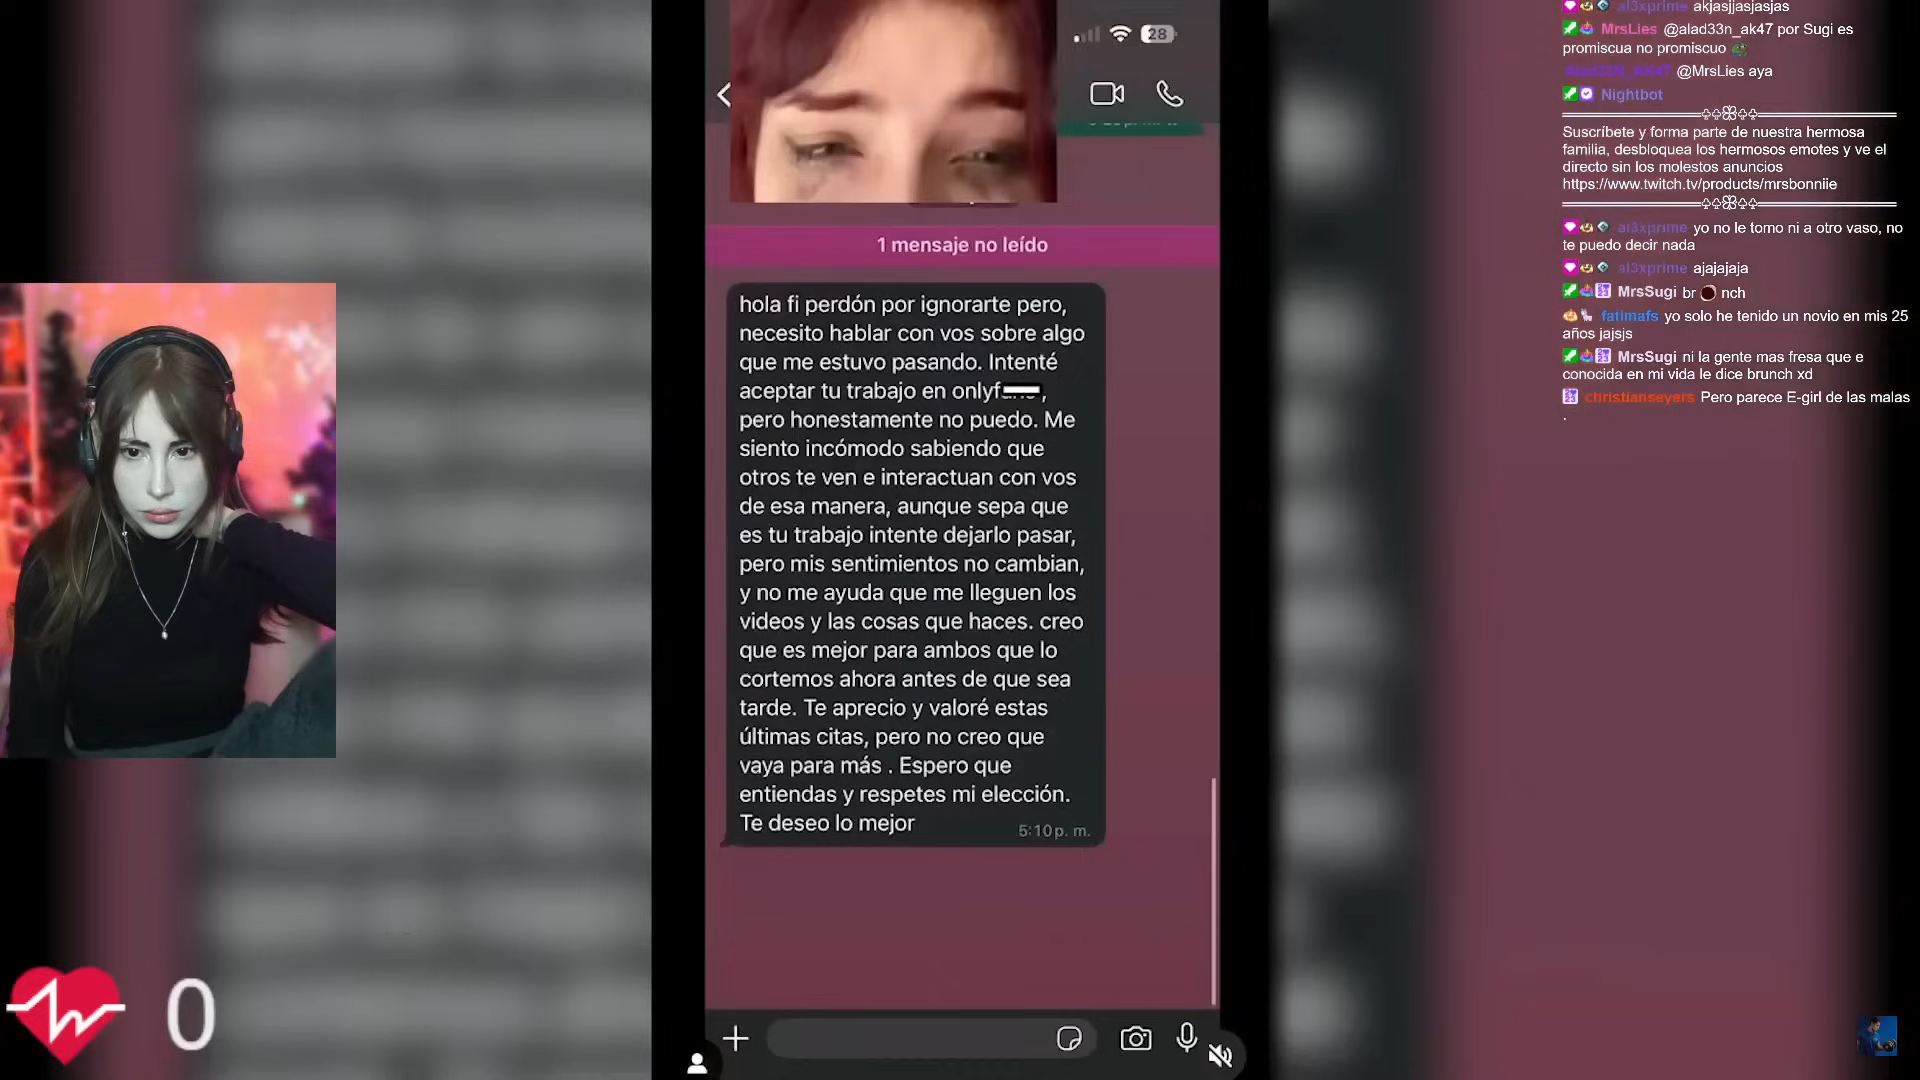 28
1 mensaje no leído
hola fi perdón por ignorarte pero,
necesito hablar con vos sobre algo
que me estuvo pasando. Intenté
aceptar tu trabajo en onlyfans,
pero honestamente no puedo. Me
siento incómodo sabiendo que
otros te ven e interactuan con vos
de esa manera, aunque sepa que
es tu trabajo intente dejarlo pasar,
pero mis sentimientos no cambian,
y no me ayuda que me lleguen los
videos y las cosas que haces. creo
que es mejor para ambos que lo
cortemos ahora antes de que sea
tarde. Te aprecio y valoré estas
últimas citas, pero no creo que
vaya para más . Espero que
entiendas y respetes mi elección.
Te deseo lo mejor
5:10 p. m.
0
al3xprime akjasjjasjasjas
MrsLies @alad33n_ak47 por Sugi es
promiscua no promiscuo
Alad33N_AK47 @MrsLies aya
Nightbot
Suscríbete y forma parte de nuestra hermosa
familia, desbloquea los hermosos emotes y ve el
directo sin los molestos anuncios
https://www.twitch.tv/products/mrsbonniie
al3xprime yo no le tomo ni a otro vaso, no
te puedo decir nada
al3xprime ajajajaja
MrsSugi br nch
fatimafs yo solo he tenido un novio en mis 25
años jajsjs
MrsSugi ni la gente mas fresa que e
conocida en mi vida le dice brunch xd
christianseyers Pero parece E-girl de las malas
.